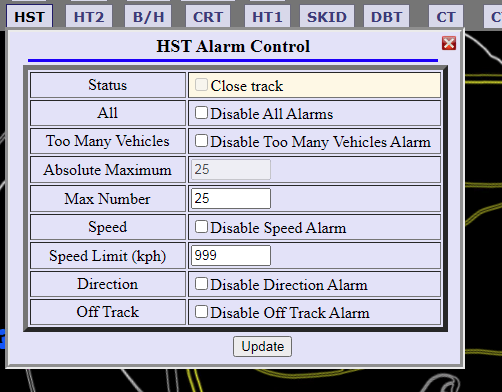 HST HT2 B/H CRT HT1 SKID DBT CT
HST Alarm Control
Status Close track
All Disable All Alarms
Too Many Vehicles Disable Too Many Vehicles Alarm
Absolute Maximum 25
Max Number 25
Speed Disable Speed Alarm
Speed Limit (kph) 999
Direction Disable Direction Alarm
Off Track Disable Off Track Alarm
Update